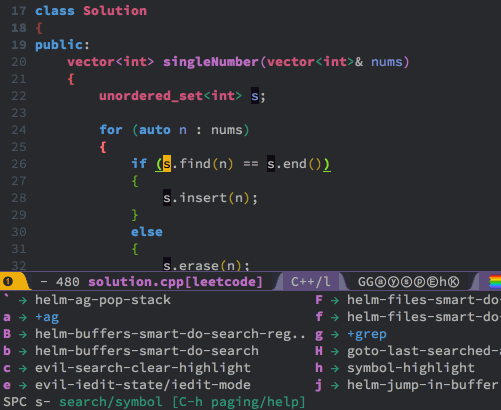 17 class Solution
18 {
19 public:
20 vector<int> singleNumber(vector<int>& nums)
21 {
22 unordered_set<int> s;
23
24 for (auto n : nums)
25 {
26 if (s.find(n) == s.end())
27 {
28 s.insert(n);
29 }
30 else
31 {
32 s.erase(n);
1 - 480 solution.cpp[leetcode] C++/l GGⓐⓨⓢⓅⒺhⓀ
` → helm-ag-pop-stack F → helm-files-smart-do-
a → +ag f → helm-files-smart-do-
B → helm-buffers-smart-do-search-reg.. g → +grep
b → helm-buffers-smart-do-search H → goto-last-searched-a
c → evil-search-clear-highlight h → symbol-highlight
e → evil-iedit-state/iedit-mode j → helm-jump-in-buffer
SPC s- search/symbol [C-h paging/help]